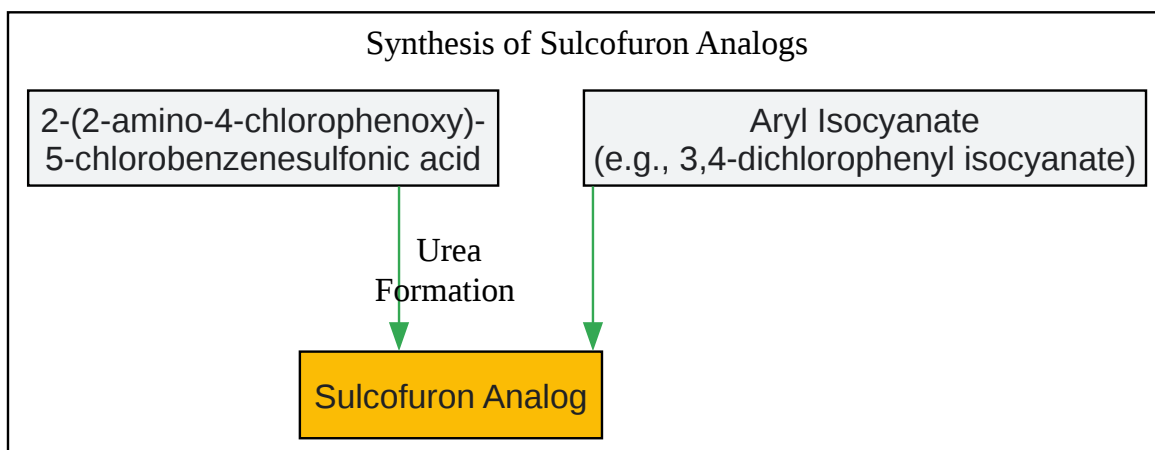 Synthesis of Sulcofuron Analogs
2-(2-amino-4-chlorophenoxy)-
5-chlorobenzenesulfonic acid
Aryl Isocyanate
(e.g., 3,4-dichlorophenyl isocyanate)
Urea
Formation
Sulcofuron Analog